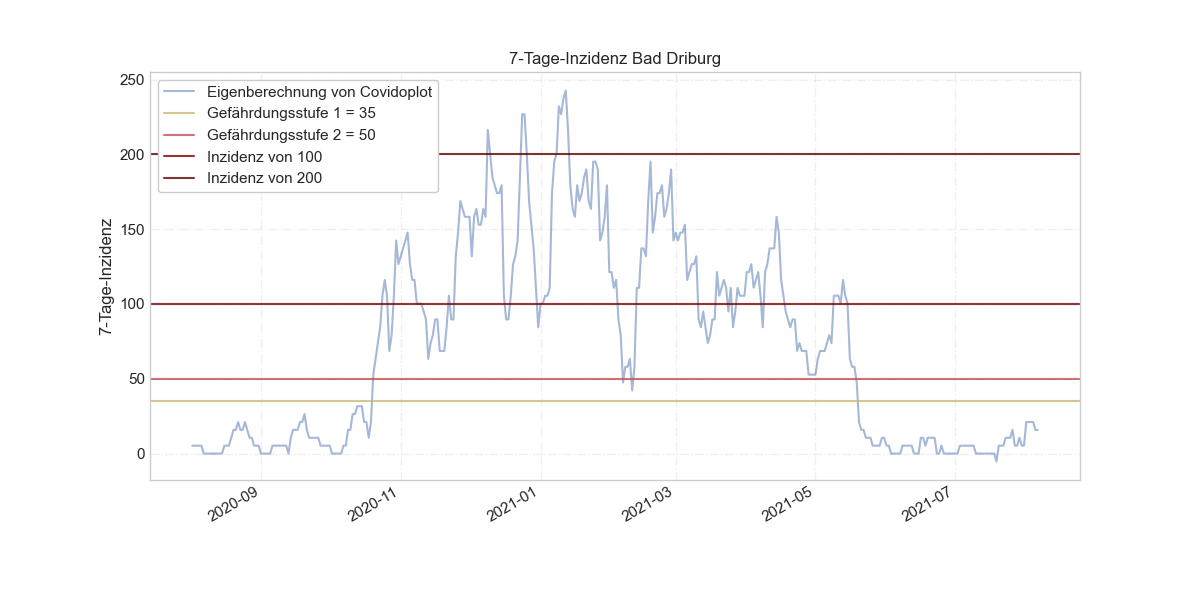 7-Tage-Inzidenz Bad Driburg
250
200
150
100
50
0
7-Tage-Inzidenz
Eigenberechnung von Covidoplot
Gefährdungsstufe 1 = 35
Gefährdungsstufe 2 = 50
Inzidenz von 100
Inzidenz von 200
2020-09
2020-11
2021-01
2021-03
2021-05
2021-07